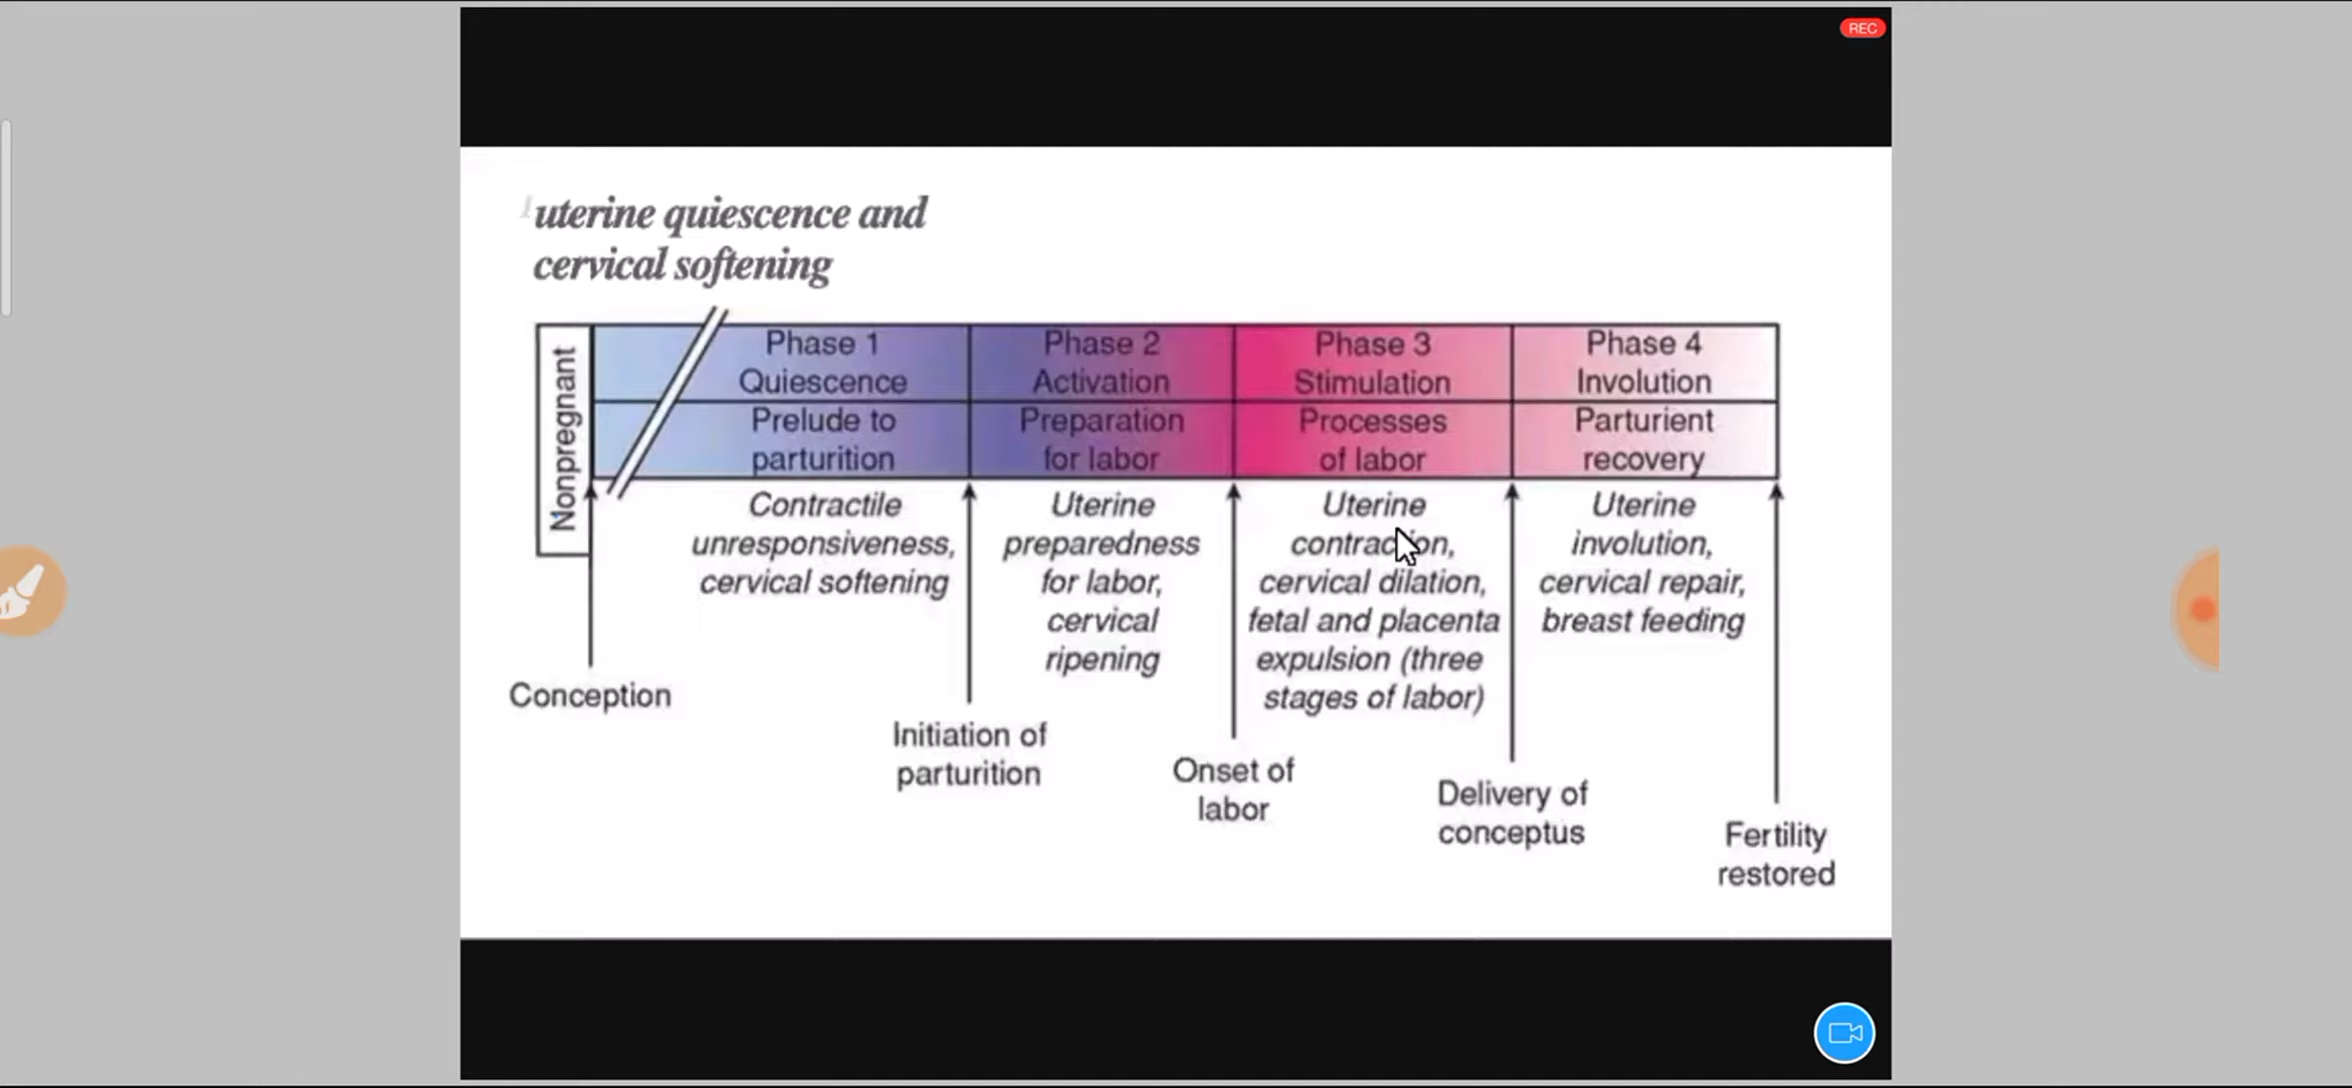 REC
uterine quiescence and
cervical softening
Nonpregnant
Phase 1
Quiescence
Prelude to
parturition
Contractile
unresponsiveness,
cervical softening
Phase 2
Activation
Preparation
for labor
Uterine
preparedness
for labor,
cervical
ripening
Phase 3
Stimulation
Processes
of labor
Uterine
contraction,
cervical dilation,
fetal and placenta
expulsion (three
stages of labor)
Phase 4
Involution
Parturient
recovery
Uterine
involution,
cervical repair,
breast feeding
Conception
Initiation of
parturition
Onset of
labor
Delivery of
conceptus
Fertility
restored